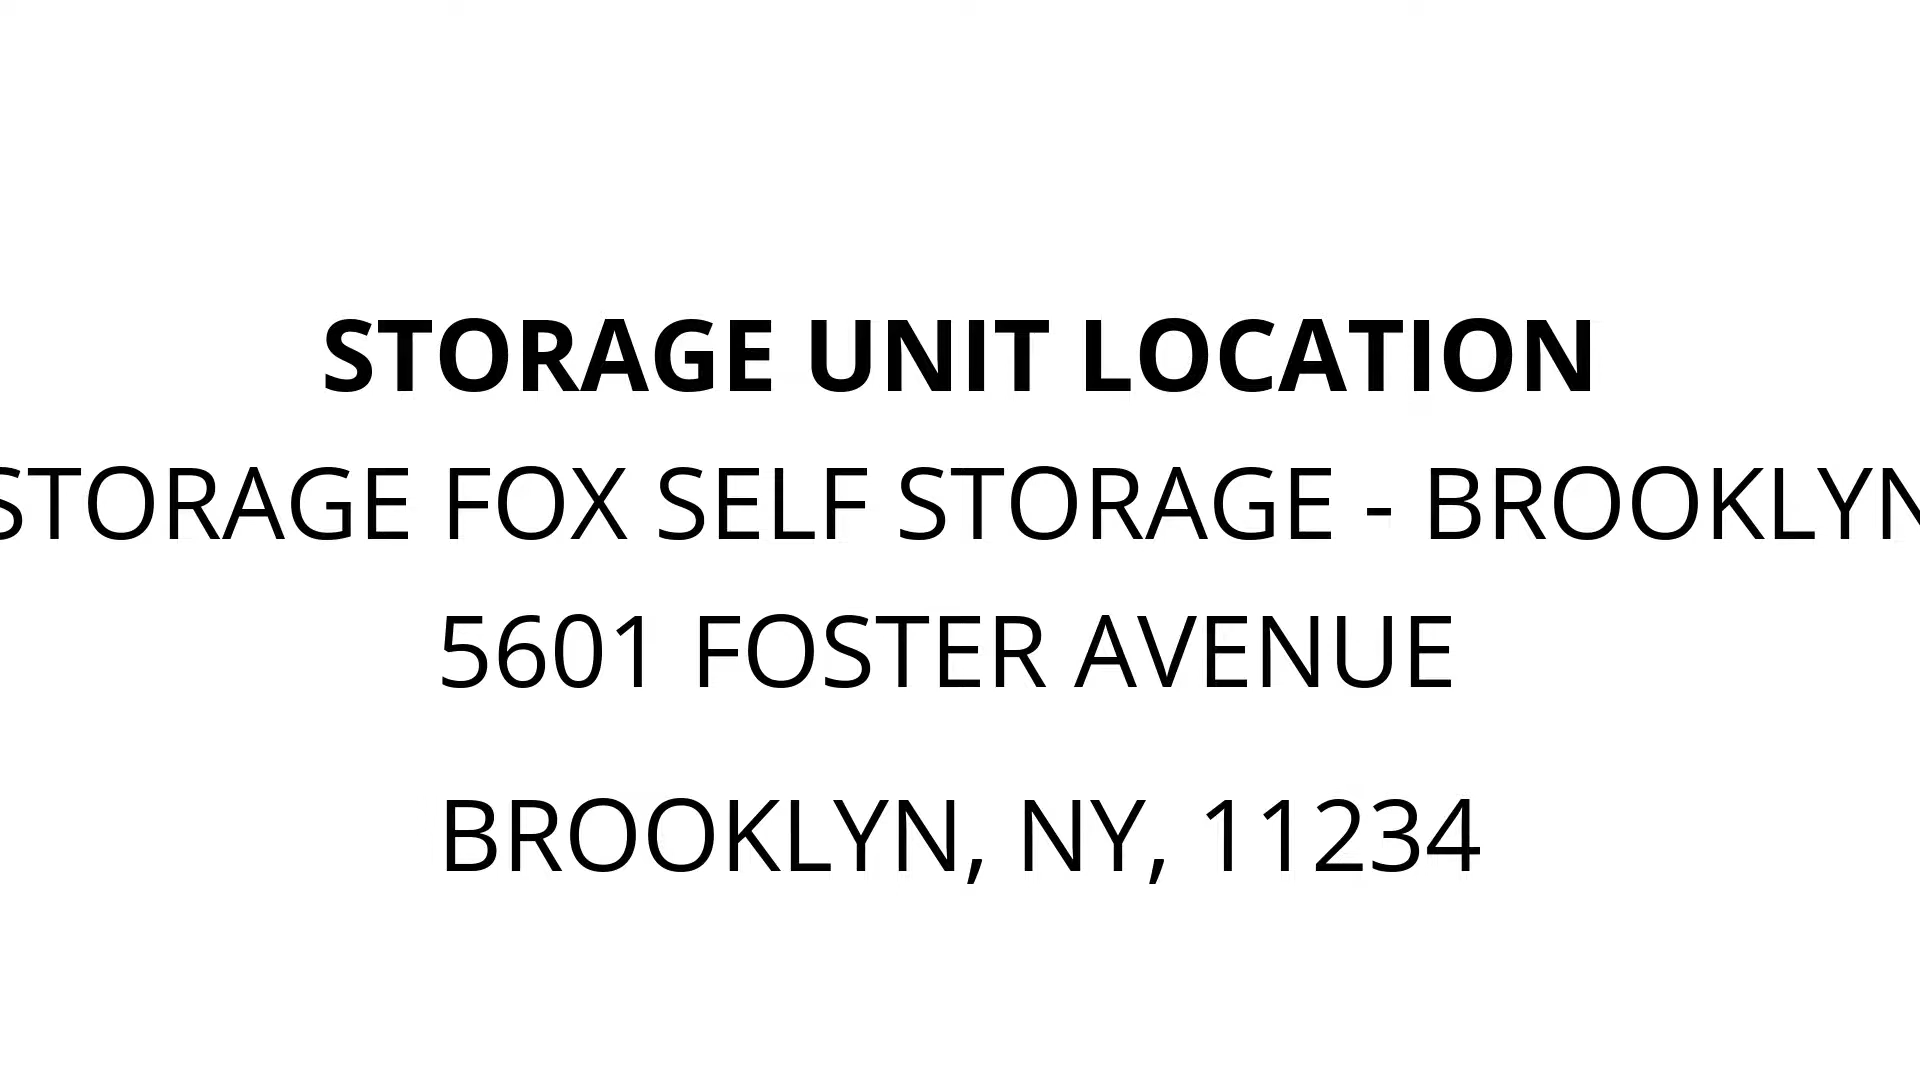 STORAGE UNIT LOCATION
STORAGE FOX SELF STORAGE - BROOKLYN
5601 FOSTER AVENUE
BROOKLYN, NY, 11234